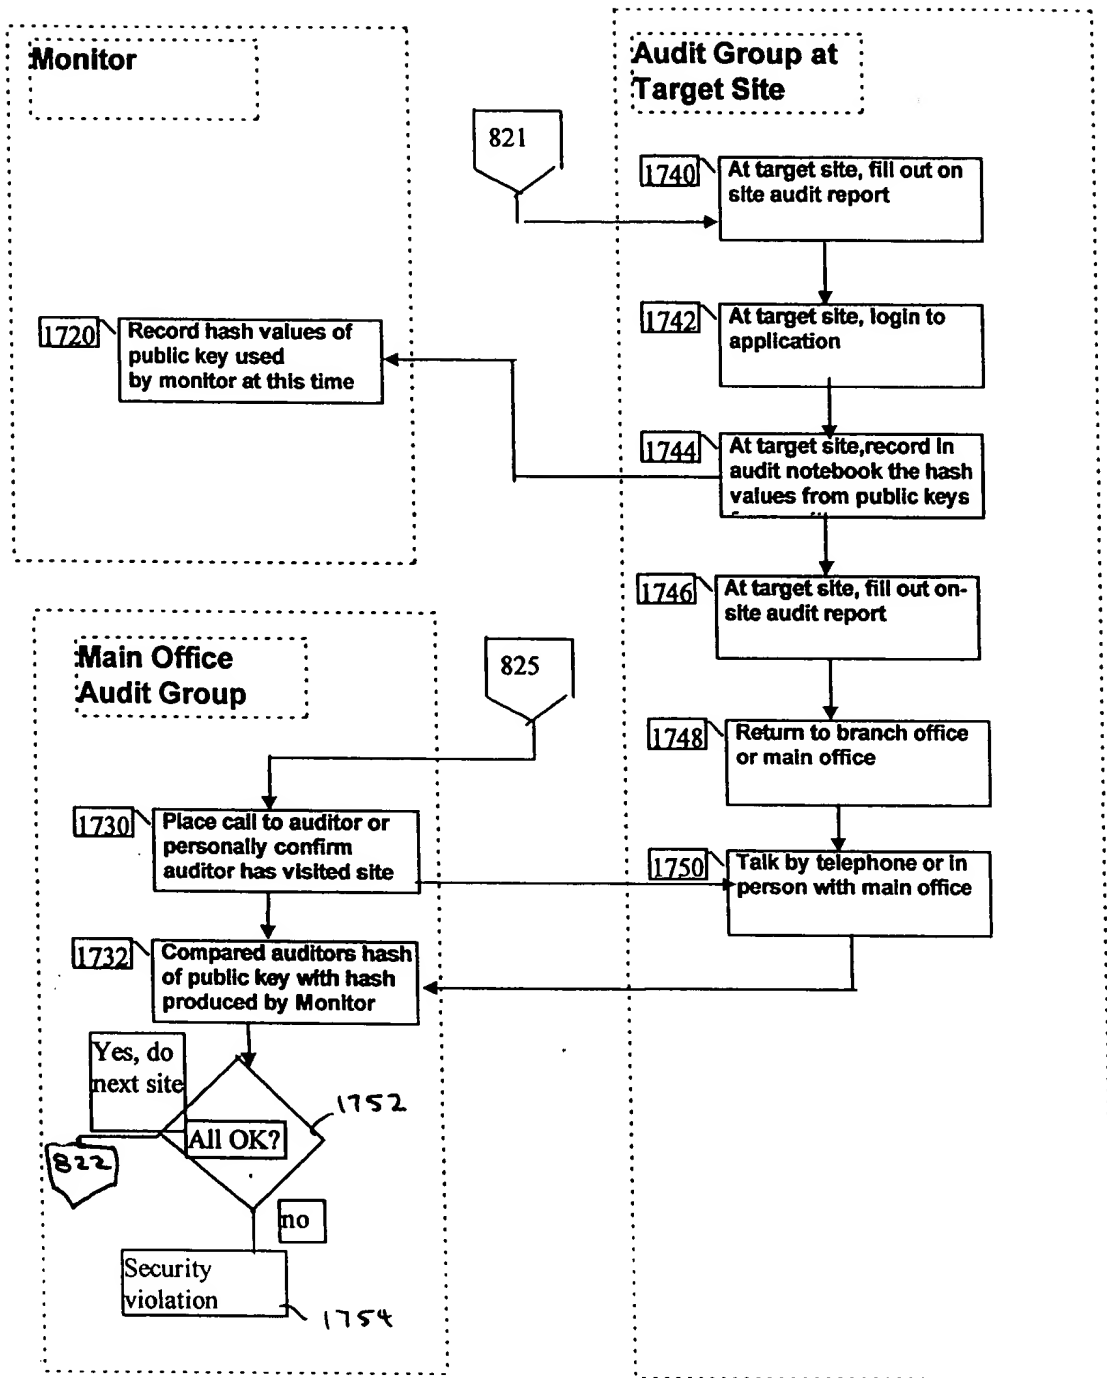 Monitor
Audit Group at
Target Site
821
1740
At target site, fill out on
site audit report
1742
At target site, login to
application
1720
Record hash values of
public key used
by monitor at this time
1744
At target site,record in
audit notebook the hash
values from public keys
1746
At target site, fill out on-
site audit report
Main Office
Audit Group
825
1748
Return to branch office
or main office
1730
Place call to auditor or
personally confirm
auditor has visited site
1750
Talk by telephone or in
person with main office
1732
Compared auditors hash
of public key with hash
produced by Monitor
Yes, do
next site
1752
All OK?
822
no
Security
violation
1754